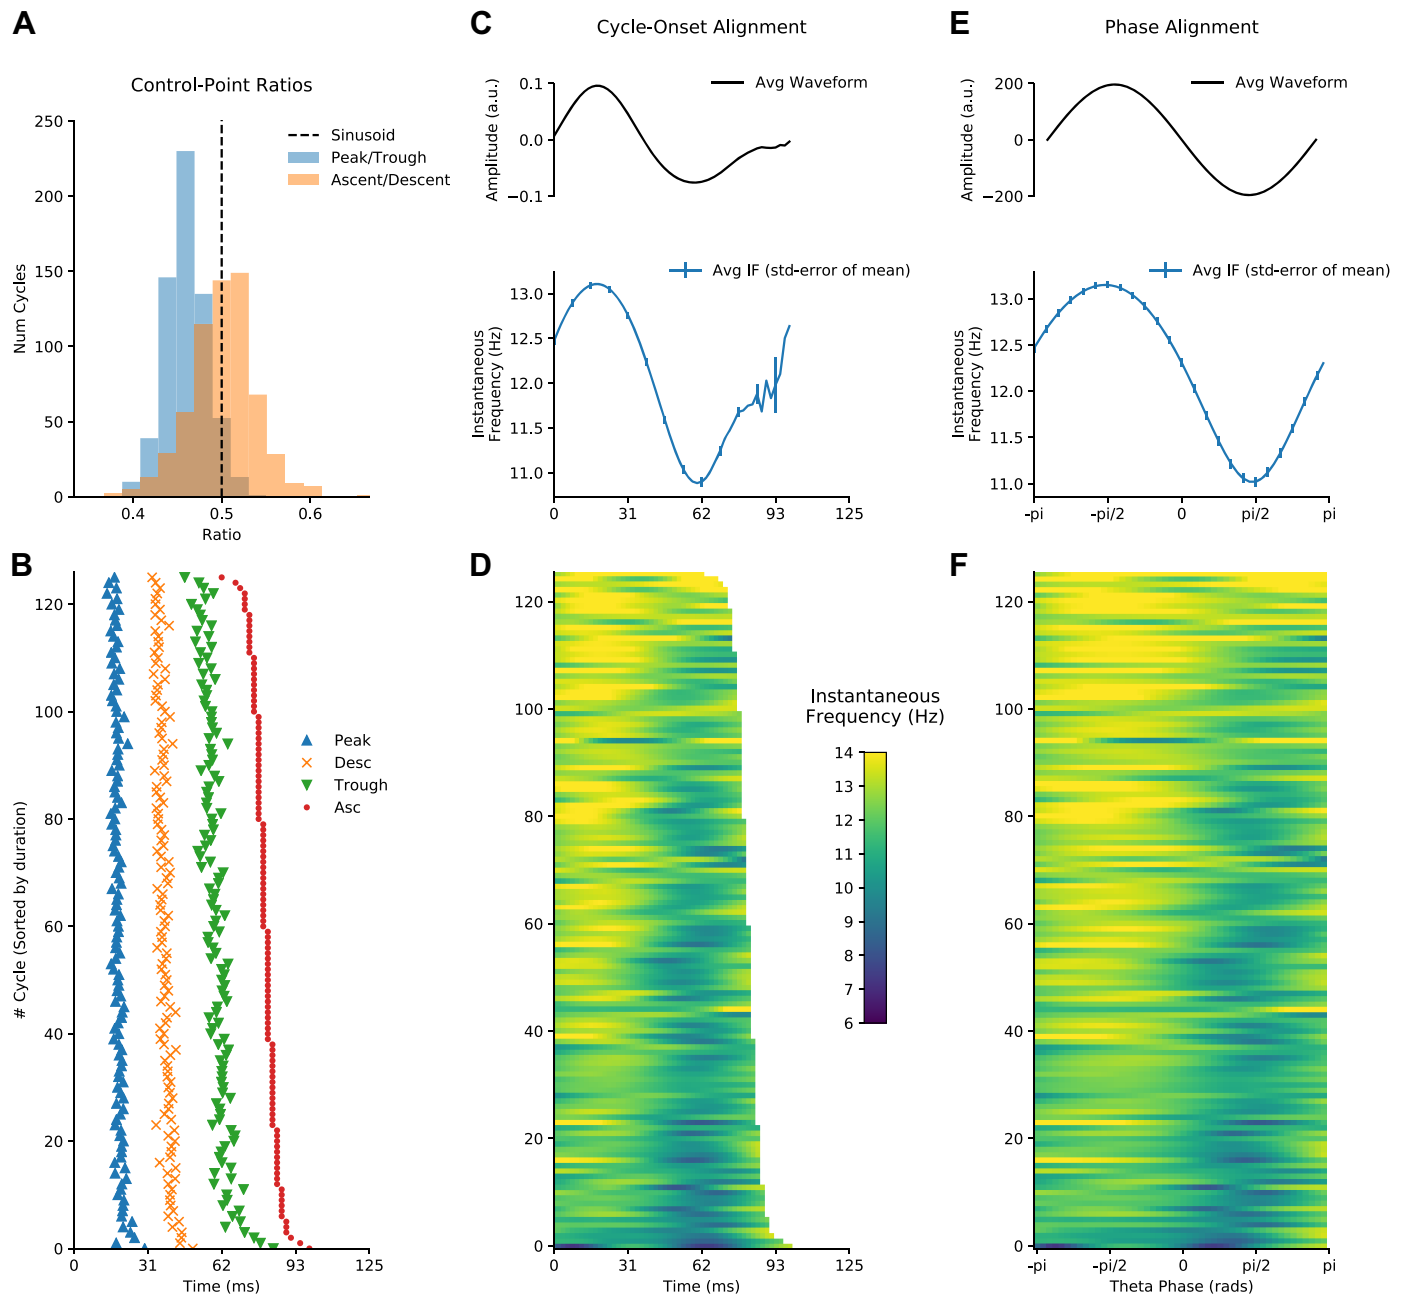 A
Control-Point Ratios
Num Cycles
250
200
150
100
50
0
0.4
0.5
0.6
Ratio
Sinusoid
Peak/Trough
Ascent/Descent
B
# Cycle (Sorted by duration)
120
100
80
60
40
20
0
0
31
62
93
125
Time (ms)
Peak
Desc
Trough
Asc
C
Cycle-Onset Alignment
Amplitude (a.u.)
0.1
0.0
−0.1
Avg Waveform
Instantaneous
Frequency (Hz)
13.0
12.5
12.0
11.5
11.0
Avg IF (std-error of mean)
0
31
62
93
125
D
120
100
80
60
40
20
0
0
31
62
93
125
Time (ms)
Instantaneous
Frequency (Hz)
14
13
12
11
10
9
8
7
6
E
Phase Alignment
Amplitude (a.u.)
200
0
−200
Avg Waveform
Instantaneous
Frequency (Hz)
13.0
12.5
12.0
11.5
11.0
Avg IF (std-error of mean)
-pi
-pi/2
0
pi/2
pi
F
120
100
80
60
40
20
0
-pi
-pi/2
0
pi/2
pi
Theta Phase (rads)